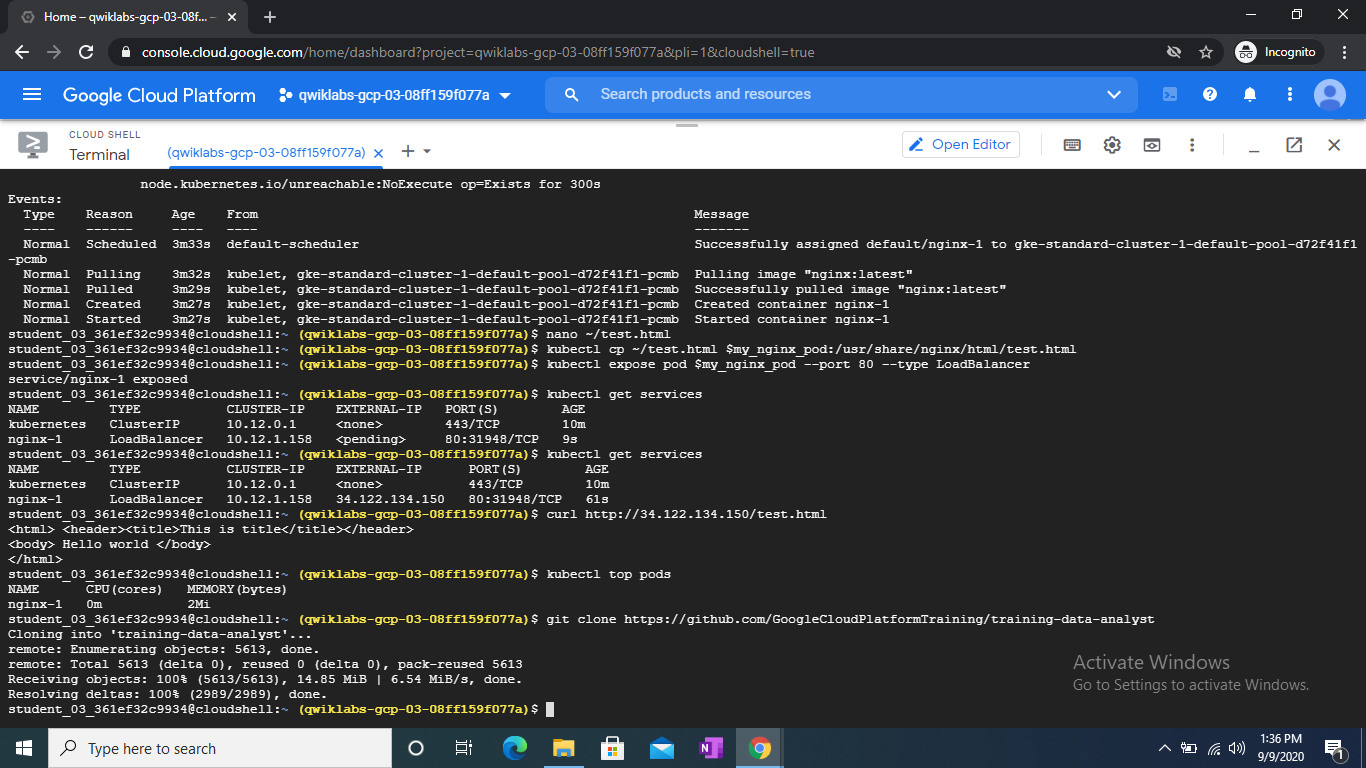 Home – qwiklabs-gcp-03-08f... –
console.cloud.google.com/home/dashboard?project=qwiklabs-gcp-03-08ff159f077a&pli=1&cloudshell=true
Incognito
Google Cloud Platform
qwiklabs-gcp-03-08ff159f077a
Search products and resources
CLOUD SHELL
Terminal
(qwiklabs-gcp-03-08ff159f077a)
Open Editor
node.kubernetes.io/unreachable:NoExecute op=Exists for 300s
Events:
Type Reason Age From Message
---- ------ ---- ---- -------
Normal Scheduled 3m33s default-scheduler Successfully assigned default/nginx-1 to gke-standard-cluster-1-default-pool-d72f41f1
-pcmb
Normal Pulling 3m32s kubelet, gke-standard-cluster-1-default-pool-d72f41f1-pcmb Pulling image "nginx:latest"
Normal Pulled 3m29s kubelet, gke-standard-cluster-1-default-pool-d72f41f1-pcmb Successfully pulled image "nginx:latest"
Normal Created 3m27s kubelet, gke-standard-cluster-1-default-pool-d72f41f1-pcmb Created container nginx-1
Normal Started 3m27s kubelet, gke-standard-cluster-1-default-pool-d72f41f1-pcmb Started container nginx-1
student_03_361ef32c9934@cloudshell:~ (qwiklabs-gcp-03-08ff159f077a)$ nano ~/test.html
student_03_361ef32c9934@cloudshell:~ (qwiklabs-gcp-03-08ff159f077a)$ kubectl cp ~/test.html $my_nginx_pod:/usr/share/nginx/html/test.html
student_03_361ef32c9934@cloudshell:~ (qwiklabs-gcp-03-08ff159f077a)$ kubectl expose pod $my_nginx_pod --port 80 --type LoadBalancer
service/nginx-1 exposed
student_03_361ef32c9934@cloudshell:~ (qwiklabs-gcp-03-08ff159f077a)$ kubectl get services
NAME TYPE CLUSTER-IP EXTERNAL-IP PORT(S) AGE
kubernetes ClusterIP 10.12.0.1 <none> 443/TCP 10m
nginx-1 LoadBalancer 10.12.1.158 <pending> 80:31948/TCP 9s
student_03_361ef32c9934@cloudshell:~ (qwiklabs-gcp-03-08ff159f077a)$ kubectl get services
NAME TYPE CLUSTER-IP EXTERNAL-IP PORT(S) AGE
kubernetes ClusterIP 10.12.0.1 <none> 443/TCP 10m
nginx-1 LoadBalancer 10.12.1.158 34.122.134.150 80:31948/TCP 61s
student_03_361ef32c9934@cloudshell:~ (qwiklabs-gcp-03-08ff159f077a)$ curl http://34.122.134.150/test.html
<html> <header><title>This is title</title></header>
<body> Hello world </body>
</html>
student_03_361ef32c9934@cloudshell:~ (qwiklabs-gcp-03-08ff159f077a)$ kubectl top pods
NAME CPU(cores) MEMORY(bytes)
nginx-1 0m 2Mi
student_03_361ef32c9934@cloudshell:~ (qwiklabs-gcp-03-08ff159f077a)$ git clone https://github.com/GoogleCloudPlatformTraining/training-data-analyst
Cloning into 'training-data-analyst'...
remote: Enumerating objects: 5613, done.
remote: Total 5613 (delta 0), reused 0 (delta 0), pack-reused 5613
Receiving objects: 100% (5613/5613), 14.85 MiB | 6.54 MiB/s, done.
Resolving deltas: 100% (2989/2989), done.
student_03_361ef32c9934@cloudshell:~ (qwiklabs-gcp-03-08ff159f077a)$
Activate Windows
Go to Settings to activate Windows.
Type here to search
N
1:36 PM
9/9/2020
1